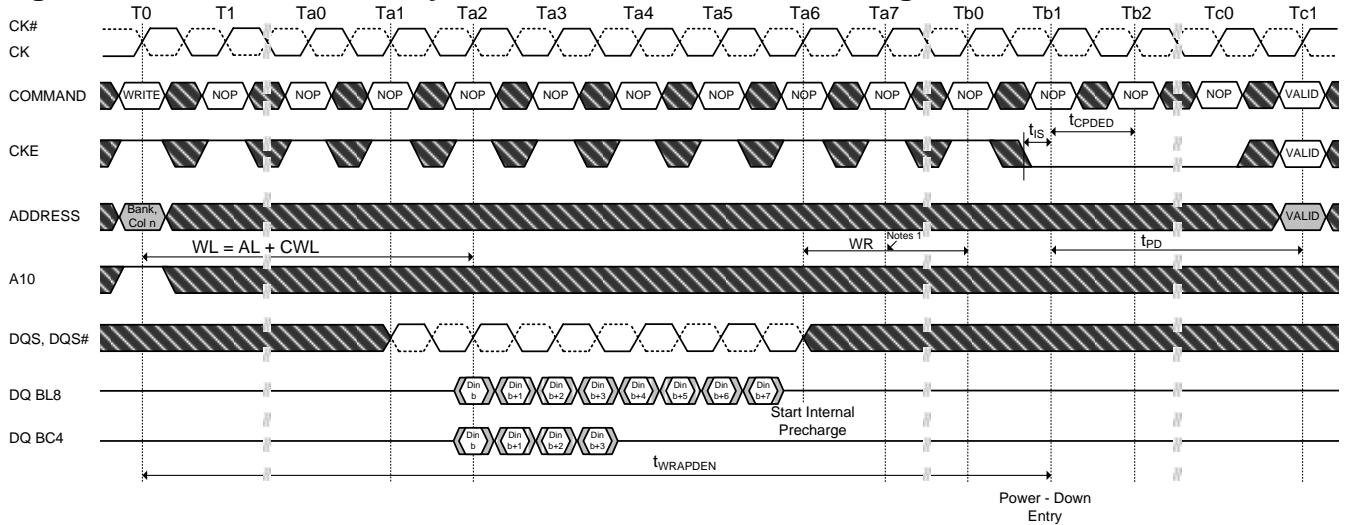 T0 T1 Ta0 Ta1 Ta2 Ta3 Ta4 Ta5 Ta6 Ta7 Tb0 Tb1 Tb2 Tc0 Tc1
CK#
CK
COMMAND WRITE NOP NOP NOP NOP NOP NOP NOP NOP NOP NOP NOP NOP NOP VALID
tIS tCPDED
CKE VALID
ADDRESS Bank, Col n VALID
WL = AL + CWL WR Notes 1 tPD
A10
DQS, DQS#
DQ BL8 Din b Din b+1 Din b+2 Din b+3 Din b+4 Din b+5 Din b+6 Din b+7
Start Internal
Precharge
DQ BC4 Din b Din b+1 Din b+2 Din b+3
tWRAPDEN
Power - Down
Entry